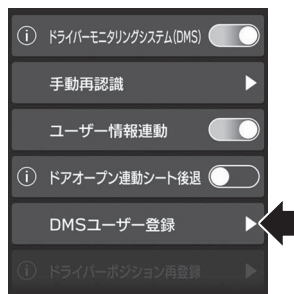 ドライバーモニタリングシステム(DMS)
手動再認識
ユーザー情報連動
ドアオープン連動シート後退
DMSユーザー登録
ドライバーポジション再登録